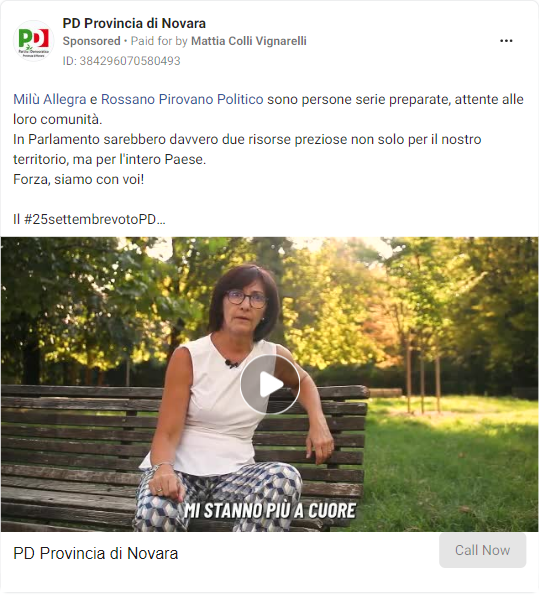 PD Provincia di Novara
Sponsored • Paid for by Mattia Colli Vignarelli
ID: 384296070580493
PD
Partito Democratico
Milù Allegra e Rossano Pirovano Politico sono persone serie preparate, attente alle
loro comunità.
In Parlamento sarebbero davvero due risorse preziose non solo per il nostro
territorio, ma per l'intero Paese.
Forza, siamo con voi!
Il #25settembrevotoPD...
MI STANNO PIÙ A CUORE
PD Provincia di Novara
Call Now